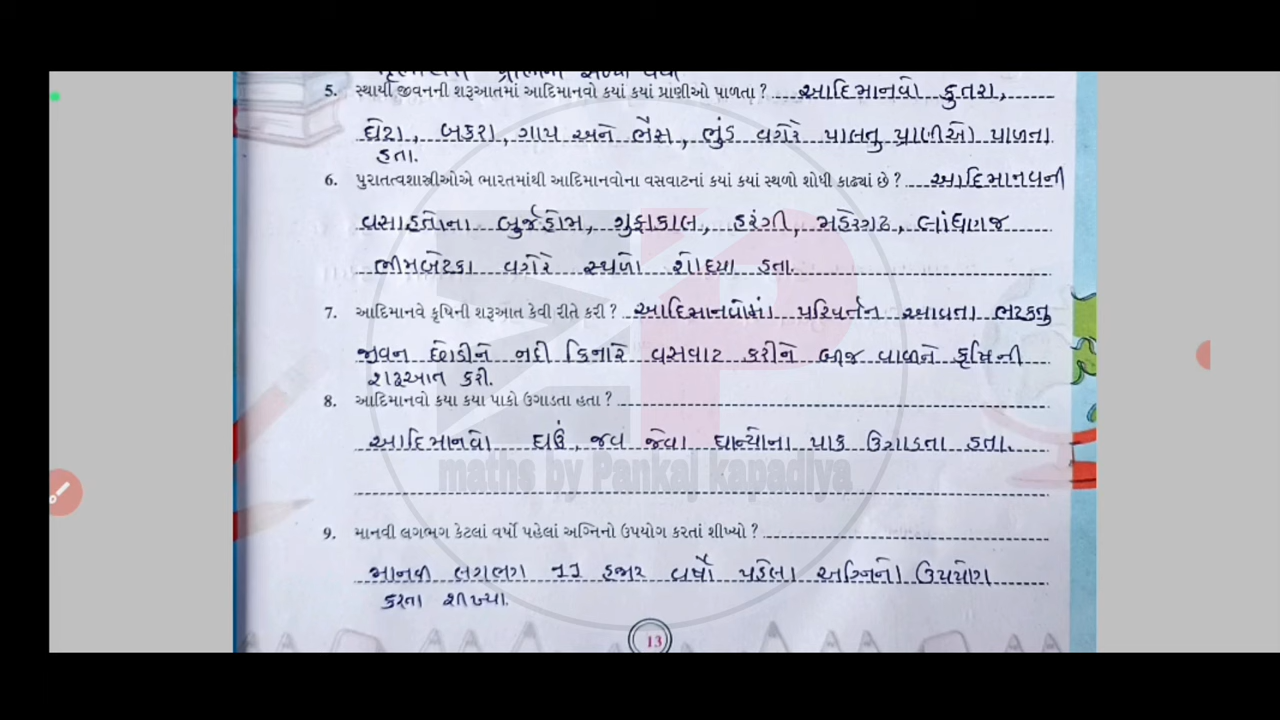 5. સ્થાયી જીવનની શરૂઆતમાં આદિમાનવો કયાં કયાં પ્રાણીઓ પાળતા ? આદિમાનવો કુતરા,
ઘેટા, બકરા, ગાય અને ભેંસ, ભુંડ વગેરે પાલતુ પ્રાણીઓ પાળતા
હતા.
6. પુરાતત્વશાસ્ત્રીઓએ ભારતમાંથી આદિમાનવોના વસવાટનાં કયાં કયાં સ્થળો શોધી કાઢ્યાં છે ? આદિમાનવની
વસાહતોના બુર્જહોમ, ગુફકાલ, હરંગી, મહેરગઢ, લાંઘણજ
ભીમબેટકા વગેરે સ્થળો શોધ્યા હતા.
7. આદિમાનવે કૃષિની શરૂઆત કેવી રીતે કરી ? આદિમાનવોમાં પરિવર્તન આવતા ભટકતુ
જીવન છોડીને નદી કિનારે વસવાટ કરીને બીજ વાળને કૃષિની
શરૂઆત કરી.
8. આદિમાનવો કયા કયા પાકો ઉગાડતા હતા ?
આદિમાનવો ઘઉં, જવ જેવા ધાન્યોના પાક ઉગાડતા હતા.
9. માનવી લગભગ કેટલાં વર્ષો પહેલાં અગ્નિનો ઉપયોગ કરતાં શીખ્યો ?
માનવી લગભગ ૧૧ હજાર વર્ષો પહેલા અગ્નિનો ઉપયોગ
કરતા શીખ્યા.
maths by Pankaj kapadiya
13